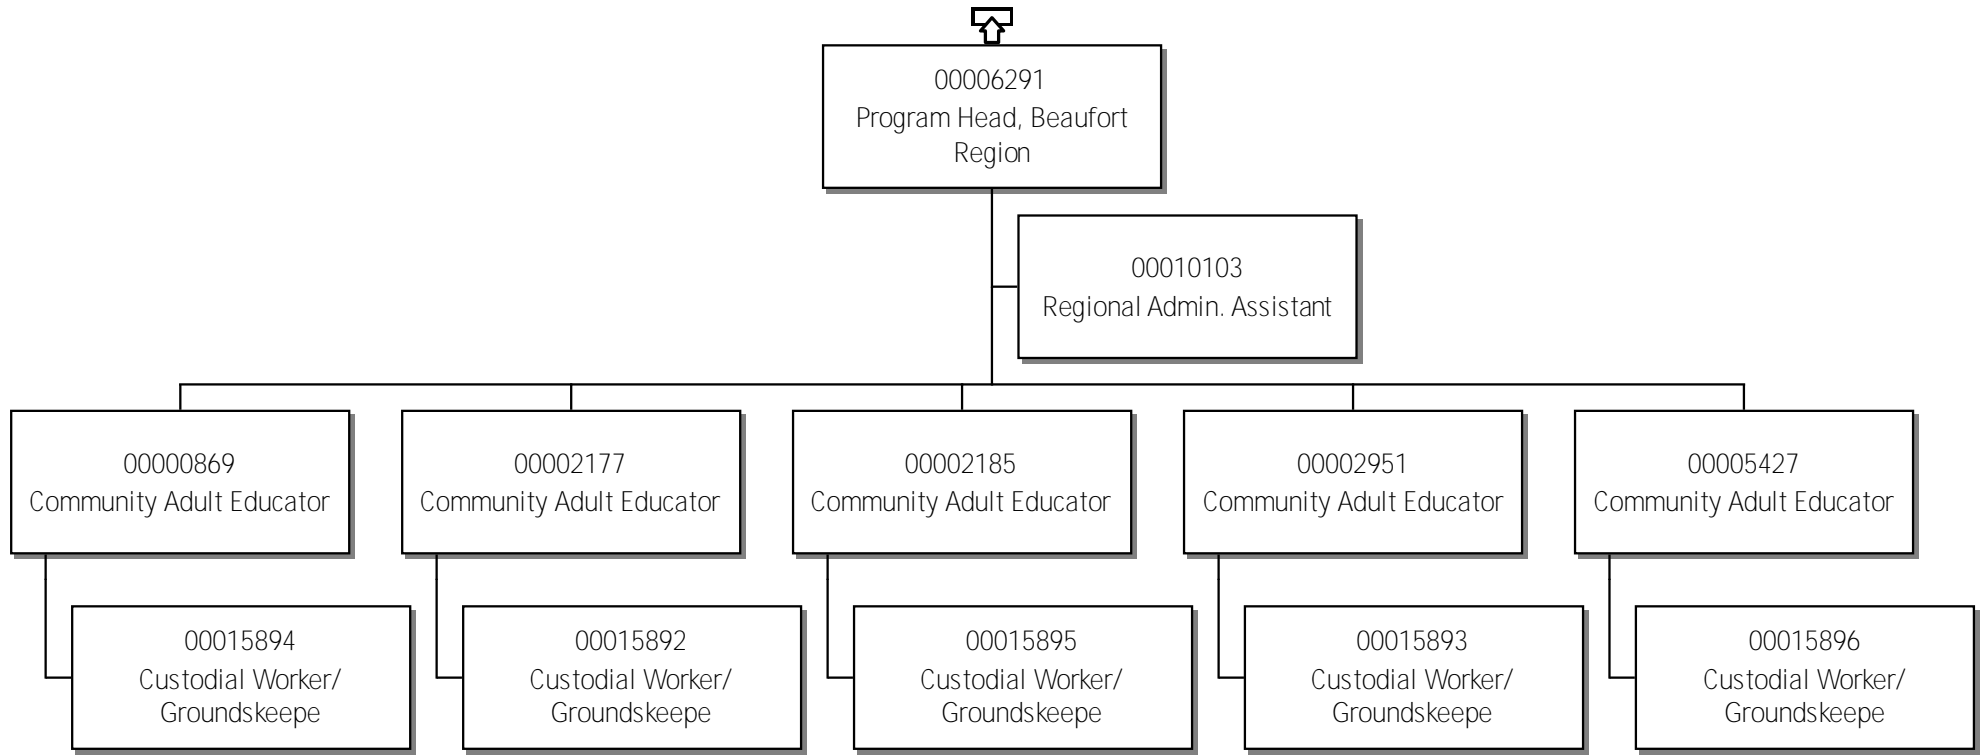 00006291
Program Head, Beaufort
Region
00010103
Regional Admin. Assistant
00000869
Community Adult Educator
00002177
Community Adult Educator
00002185
Community Adult Educator
00002951
Community Adult Educator
00005427
Community Adult Educator
00015894
Custodial Worker/
Groundskeepe
00015892
Custodial Worker/
Groundskeepe
00015895
Custodial Worker/
Groundskeepe
00015893
Custodial Worker/
Groundskeepe
00015896
Custodial Worker/
Groundskeepe